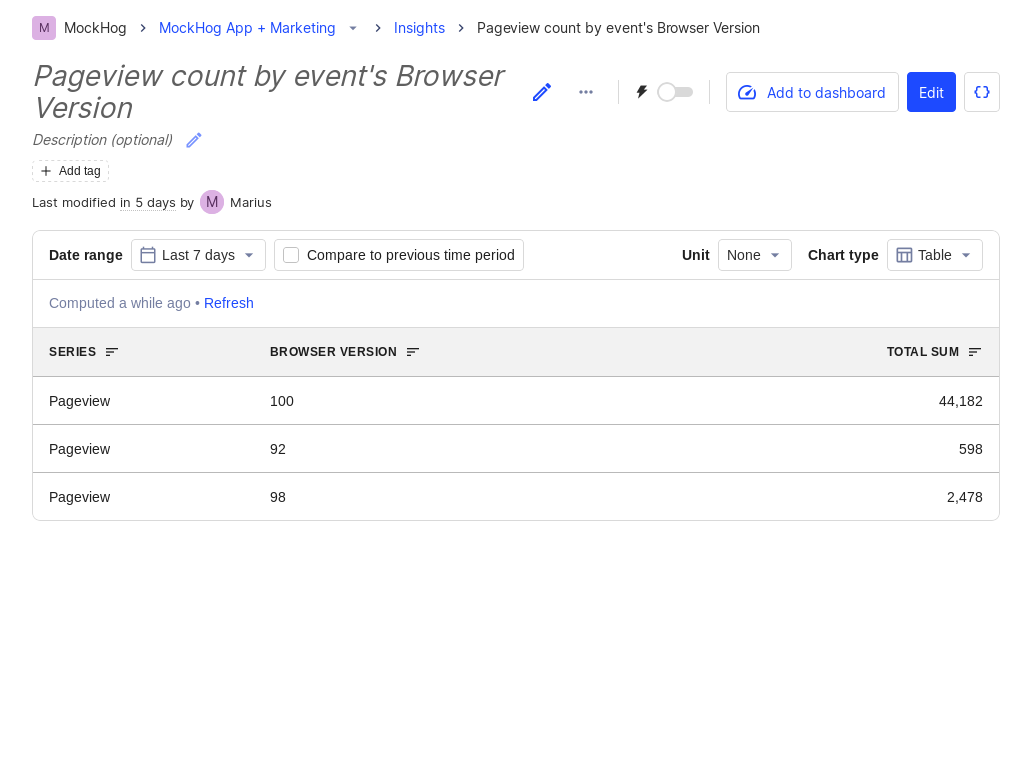 M MockHog MockHog App + Marketing Insights Pageview count by event's Browser Version
Pageview count by event's Browser
Version
Add to dashboard Edit
Description (optional)
Add tag
Last modified in 5 days by M Marius
Date range Last 7 days Compare to previous time period Unit None Chart type Table
Computed a while ago • Refresh
SERIES BROWSER VERSION TOTAL SUM
Pageview 100 44,182
Pageview 92 598
Pageview 98 2,478